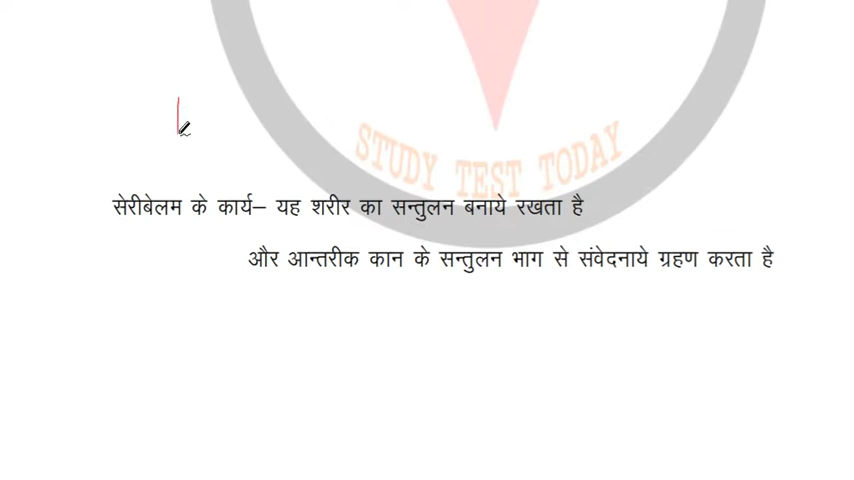 STUDY TEST TODAY
सेरीबेलम के कार्य– यह शरीर का सन्तुलन बनाये रखता है
और आन्तरीक कान के सन्तुलन भाग से संवेदनाये ग्रहण करता है